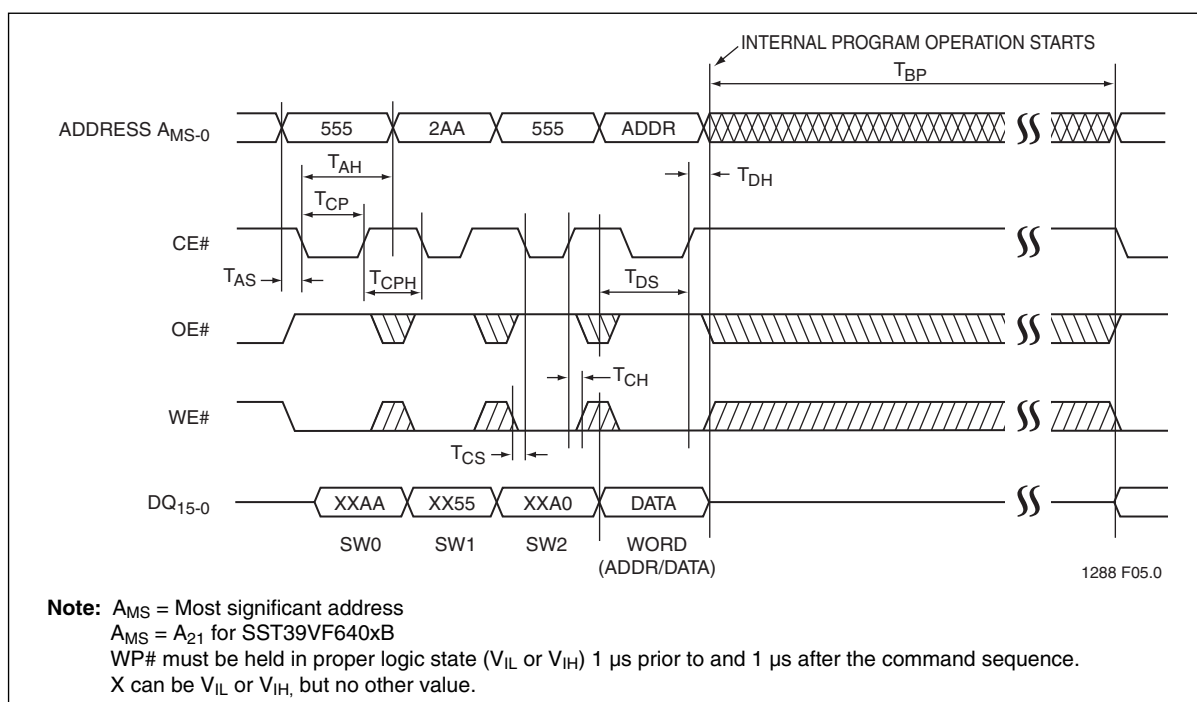 INTERNAL PROGRAM OPERATION STARTS
TBP
ADDRESS AMS-0
555
2AA
555
ADDR
TAH
TDH
TCP
CE#
TAS
TCPH
TDS
OE#
TCH
WE#
TCS
DQ15-0
XXAA
XX55
XXA0
DATA
SW0
SW1
SW2
WORD
(ADDR/DATA)
1288 F05.0
Note: AMS = Most significant address
AMS = A21 for SST39VF640xB
WP# must be held in proper logic state (VIL or VIH) 1 µs prior to and 1 µs after the command sequence.
X can be VIL or VIH, but no other value.